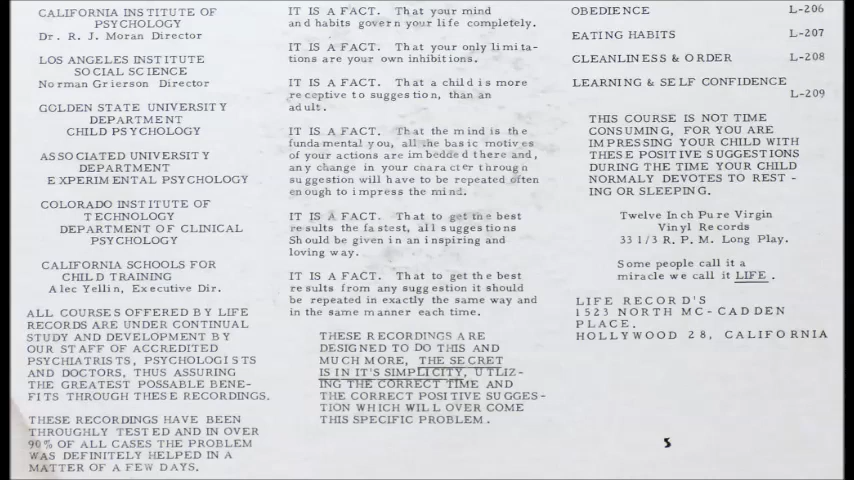 CALIFORNIA INSTITUTE OF
PSYCHOLOGY
Dr. R. J. Moran Director
LOS ANGELES INSTITUTE
SOCIAL SCIENCE
Norman Grierson Director
GOLDEN STATE UNIVERSITY
DEPARTMENT
CHILD PSYCHOLOGY
ASSOCIATED UNIVERSITY
DEPARTMENT
EXPERIMENTAL PSYCHOLOGY
COLORADO INSTITUTE OF
TECHNOLOGY
DEPARTMENT OF CLINICAL
PSYCHOLOGY
CALIFORNIA SCHOOLS FOR
CHILD TRAINING
Alec Yellin, Executive Dir.
ALL COURSES OFFERED BY LIFE
RECORDS ARE UNDER CONTINUAL
STUDY AND DEVELOPMENT BY
OUR STAFF OF ACCREDITED
PSYCHIATRISTS, PSYCHOLOGISTS
AND DOCTORS, THUS ASSURING
THE GREATEST POSSABLE BENE-
FITS THROUGH THESE RECORDINGS.
THESE RECORDINGS HAVE BEEN
THROUGHLY TESTED AND IN OVER
90% OF ALL CASES THE PROBLEM
WAS DEFINITELY HELPED IN A
MATTER OF A FEW DAYS.
IT IS A FACT. That your mind
and habits govern your life completely.
IT IS A FACT. That your only limita-
tions are your own inhibitions.
IT IS A FACT. That a child is more
receptive to suggestion, than an
adult.
IT IS A FACT. That the mind is the
fundamental you, all the basic motives
of your actions are imbedded there and,
any change in your character through
suggestion will have to be repeated often
enough to impress the mind.
IT IS A FACT. That to get the best
results the fastest, all suggestions
Should be given in an inspiring and
loving way.
IT IS A FACT. That to get the best
results from any suggestion it should
be repeated in exactly the same way and
in the same manner each time.
THESE RECORDINGS ARE
DESIGNED TO DO THIS AND
MUCH MORE, THE SECRET
IS IN IT'S SIMPLICITY, UTLIZ-
ING THE CORRECT TIME AND
THE CORRECT POSITIVE SUGGES-
TION WHICH WILL OVER COME
THIS SPECIFIC PROBLEM.
OBEDIENCE L-206
EATING HABITS L-207
CLEANLINESS & ORDER L-208
LEARNING & SELF CONFIDENCE
L-209
THIS COURSE IS NOT TIME
CONSUMING, FOR YOU ARE
IMPRESSING YOUR CHILD WITH
THESE POSITIVE SUGGESTIONS
DURING THE TIME YOUR CHILD
NORMALY DEVOTES TO REST-
ING OR SLEEPING.
Twelve Inch Pure Virgin
Vinyl Records
33 1/3 R. P. M. Long Play.
Some people call it a
miracle we call it LIFE.
LIFE RECORD'S
1523 NORTH MC-CADDEN
PLACE.
HOLLYWOOD 28, CALIFORNIA
5